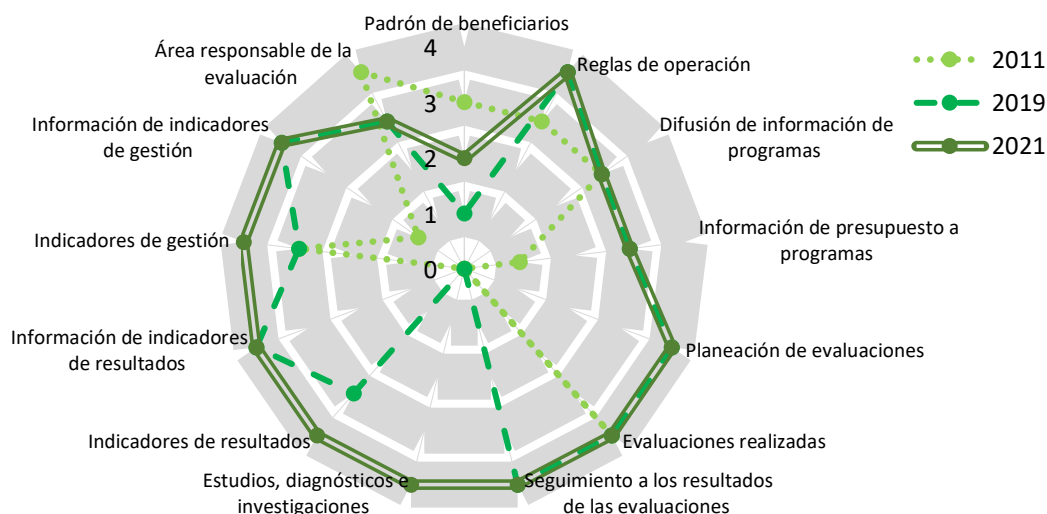 Padrón de beneficiarios
Reglas de operación
Difusión de información de
programas
Información de presupuesto a
programas
Planeación de evaluaciones
Evaluaciones realizadas
Seguimiento a los resultados
de las evaluaciones
Estudios, diagnósticos e
investigaciones
Indicadores de resultados
Información de indicadores
de resultados
Indicadores de gestión
Información de indicadores
de gestión
Área responsable de la
evaluación
4
3
2
1
0
2011
2019
2021